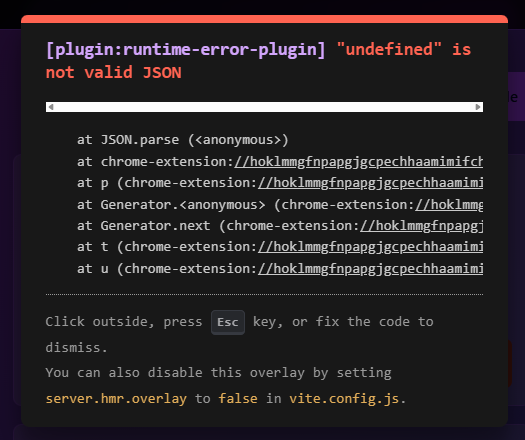 [plugin:runtime-error-plugin] "undefined" is
not valid JSON
at JSON.parse (<anonymous>)
at chrome-extension://hoklmmgfnpapgjgcpechhaamimifch
at p (chrome-extension://hoklmmgfnpapgjgcpechhaamimi
at Generator.<anonymous> (chrome-extension://hoklmmg
at Generator.next (chrome-extension://hoklmmgfnpapgj
at t (chrome-extension://hoklmmgfnpapgjgcpechhaamimi
at u (chrome-extension://hoklmmgfnpapgjgcpechhaamimi
Click outside, press Esc key, or fix the code to
dismiss.
You can also disable this overlay by setting
server.hmr.overlay to false in vite.config.js.